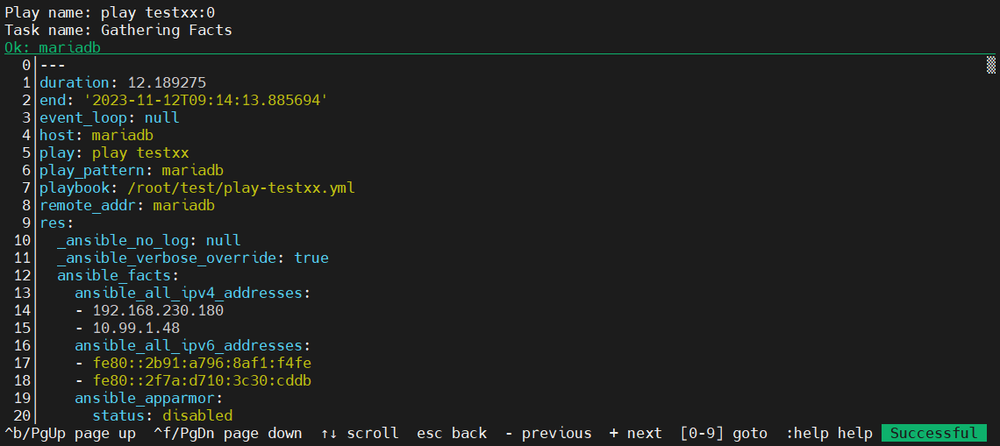 Play name: play testxx:0
Task name: Gathering Facts
Ok: mariadb
 0│---
 1│duration: 12.189275
 2│end: '2023-11-12T09:14:13.885694'
 3│event_loop: null
 4│host: mariadb
 5│play: play testxx
 6│play_pattern: mariadb
 7│playbook: /root/test/play-testxx.yml
 8│remote_addr: mariadb
 9│res:
10│  _ansible_no_log: null
11│  _ansible_verbose_override: true
12│  ansible_facts:
13│    ansible_all_ipv4_addresses:
14│    - 192.168.230.180
15│    - 10.99.1.48
16│    ansible_all_ipv6_addresses:
17│    - fe80::2b91:a796:8af1:f4fe
18│    - fe80::2f7a:d710:3c30:cddb
19│    ansible_apparmor:
20│      status: disabled
^b/PgUp page up  ^f/PgDn page down  ↑↓ scroll  esc back  - previous  + next  [0-9] goto  :help help  Successful